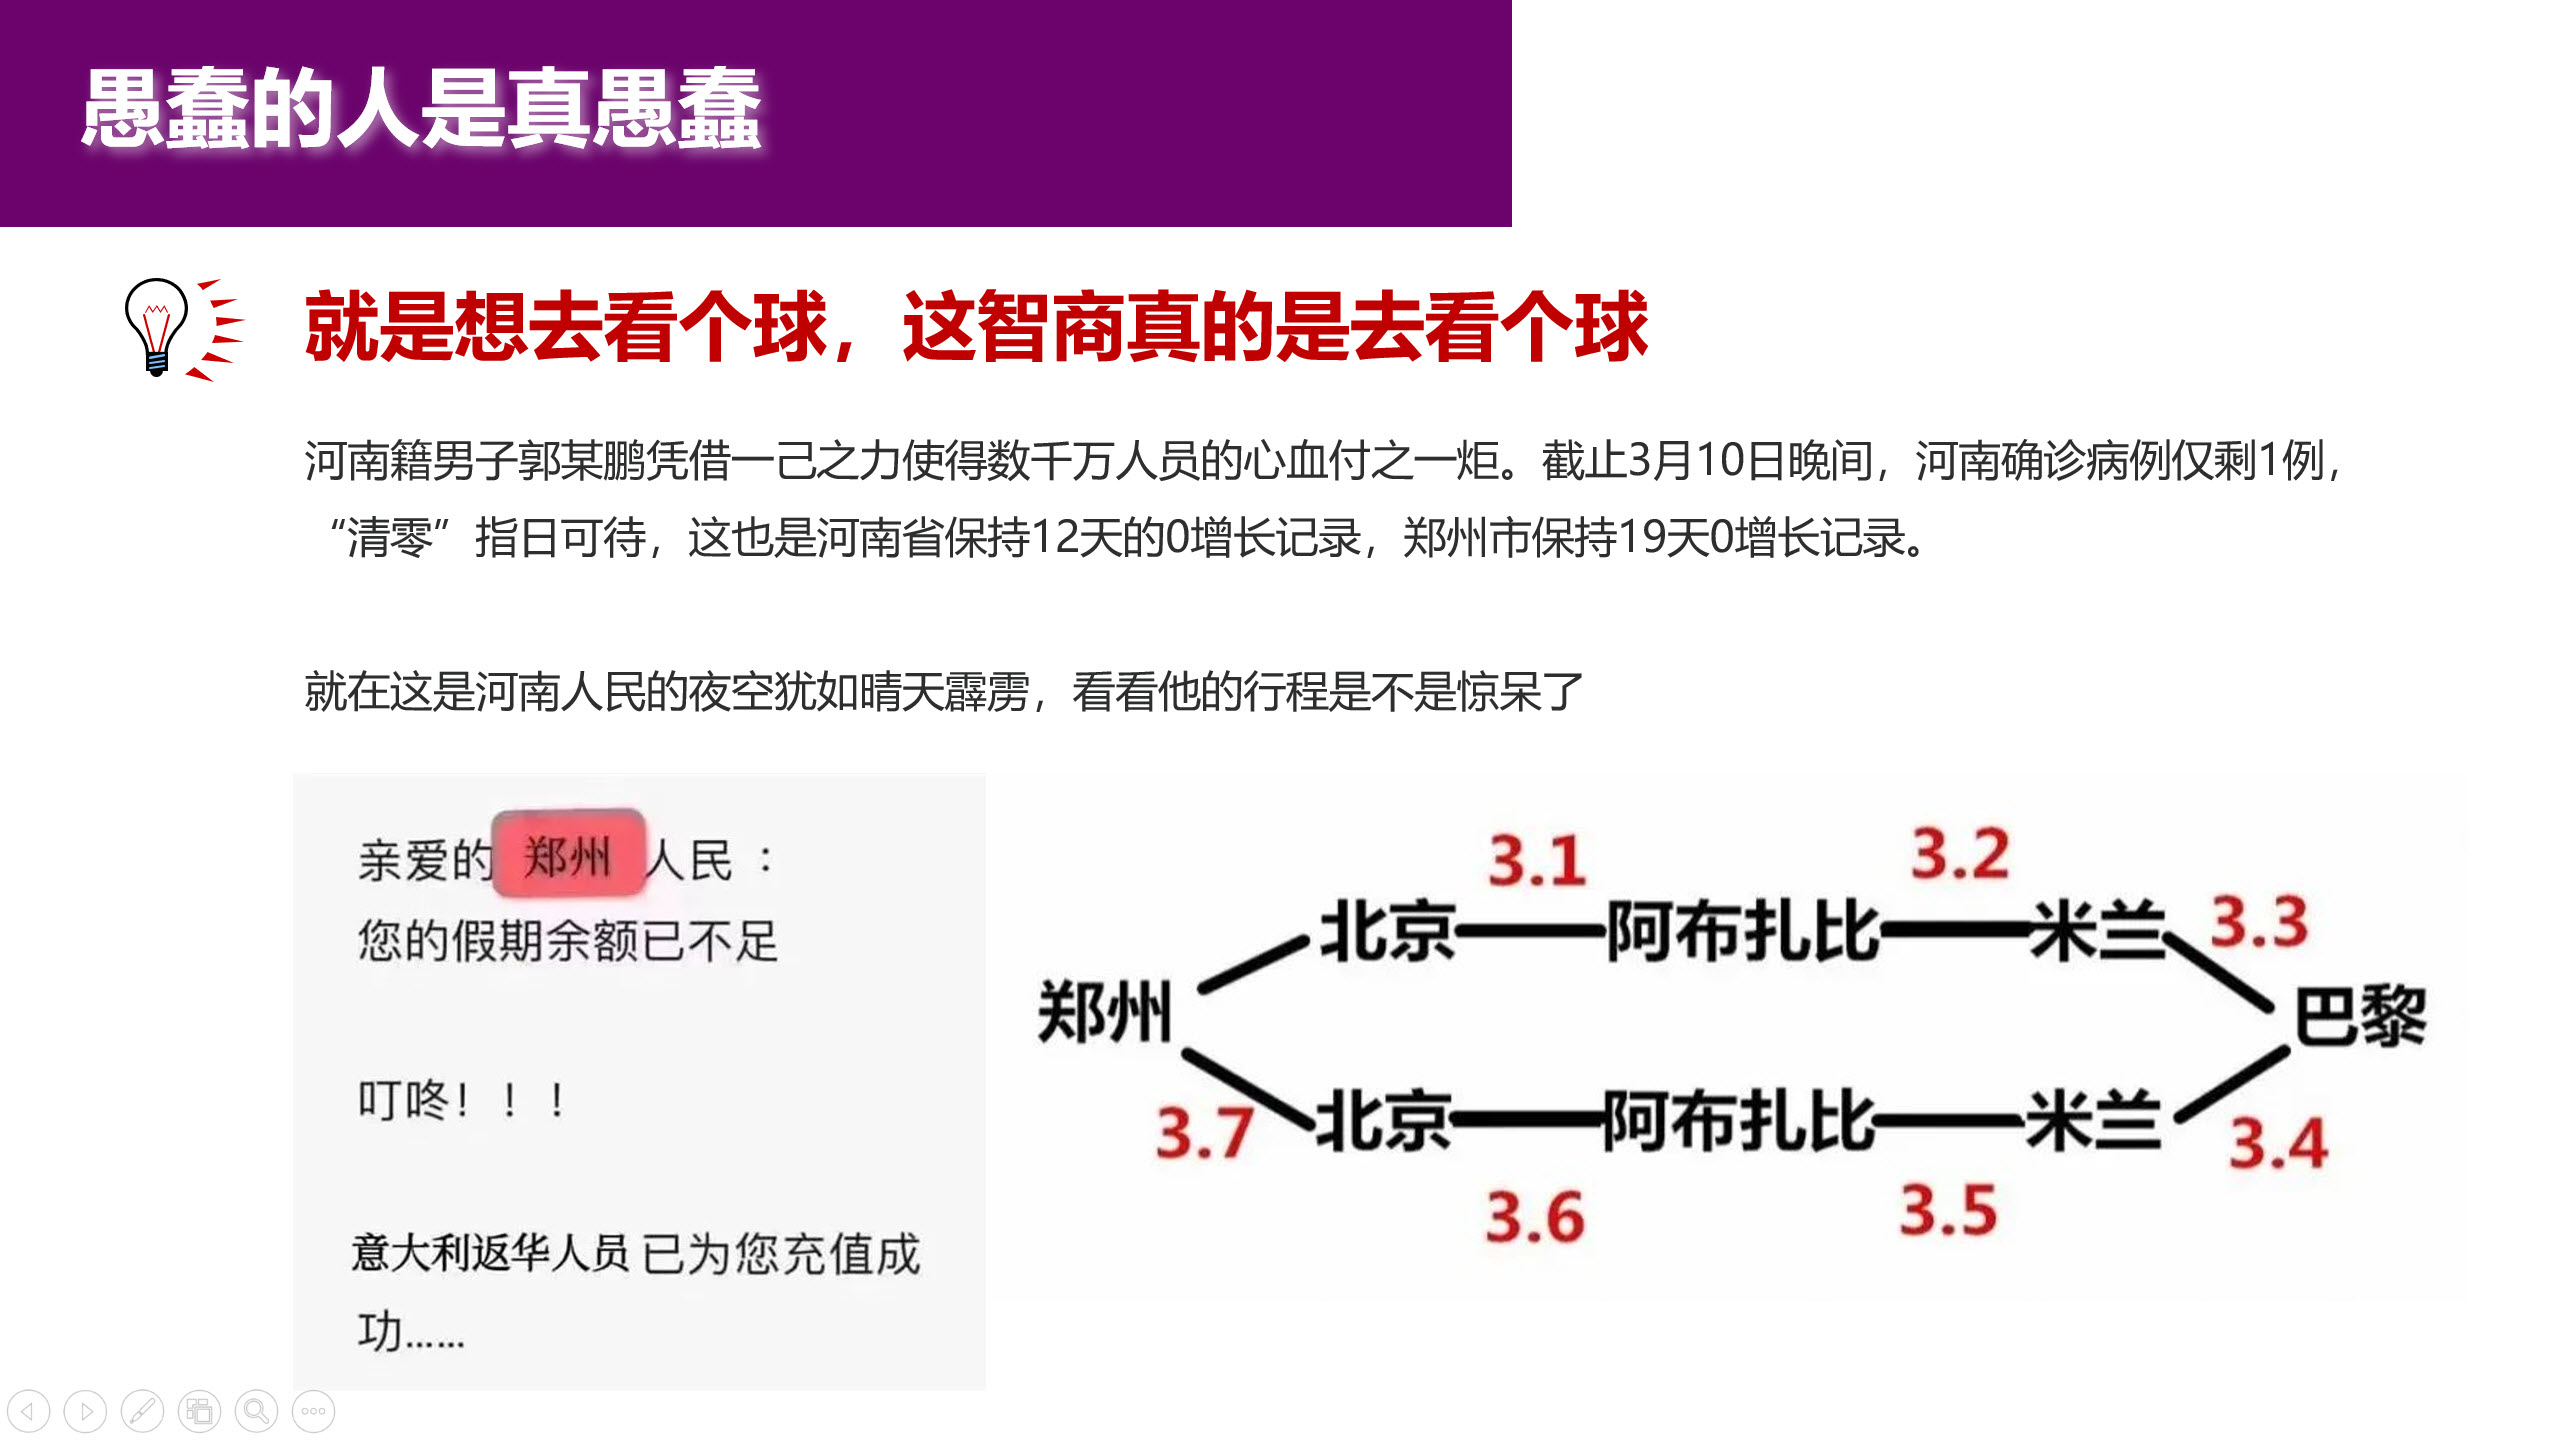 愚蠢的人是真愚蠢
就是想去看个球，这智商真的是去看个球
河南籍男子郭某鹏凭借一己之力使得数千万人员的心血付之一炬。截止3月10日晚间，河南确诊病例仅剩1例，
“清零”指日可待，这也是河南省保持12天的0增长记录，郑州市保持19天0增长记录。
就在这是河南人民的夜空犹如晴天霹雳，看看他的行程是不是惊呆了
亲爱的 郑州 人民：
您的假期余额已不足
叮咚！！！
意大利返华人员 已为您充值成
功……
3.1
3.2
北京
阿布扎比
米兰
3.3
郑州
巴黎
3.7
北京
阿布扎比
米兰
3.4
3.6
3.5